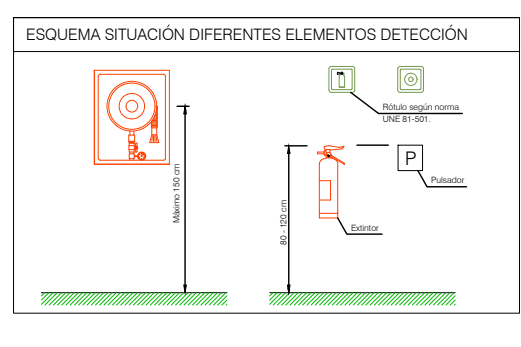 ESQUEMA SITUACIÓN DIFERENTES ELEMENTOS DETECCIÓN
Rótulo según norma
UNE 81-501.
P
Pulsador
Máximo 150 cm
80 - 120 cm
Extintor